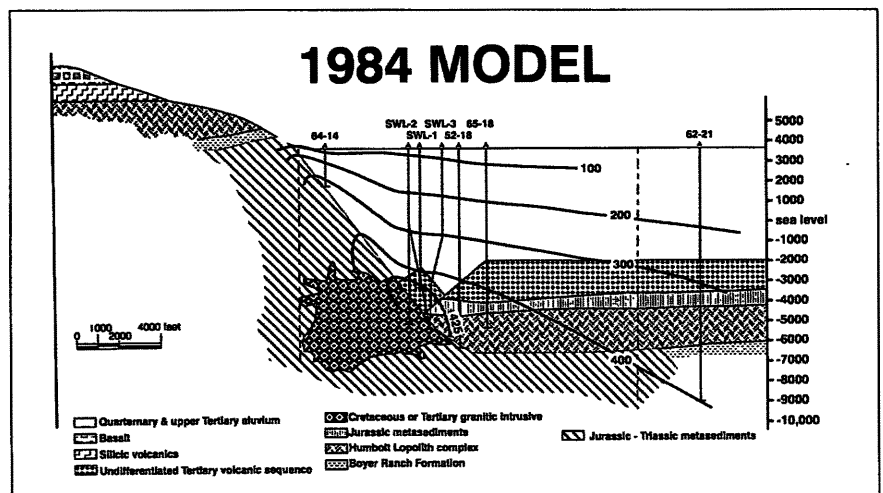 1984 MODEL
SWL-2 SWL-3 65-18
64-14 SWL-1 52-18 62-21
5000
4000
3000
2000
1000
sea level
-1000
-2000
-3000
-4000
-5000
-6000
-7000
-8000
-9000
-10,000
100
200
300
425
400
0 1000 2000 4000 feet
Quarternary & upper Tertiary aluvium
Basalt
Silicic volcanics
Undifferentiated Tertiary volcanic sequence
Cretaceous or Tertiary granitic intrusive
Jurassic metasediments
Humbolt Lopolith complex
Boyer Ranch Formation
Jurassic - Triassic metasediments